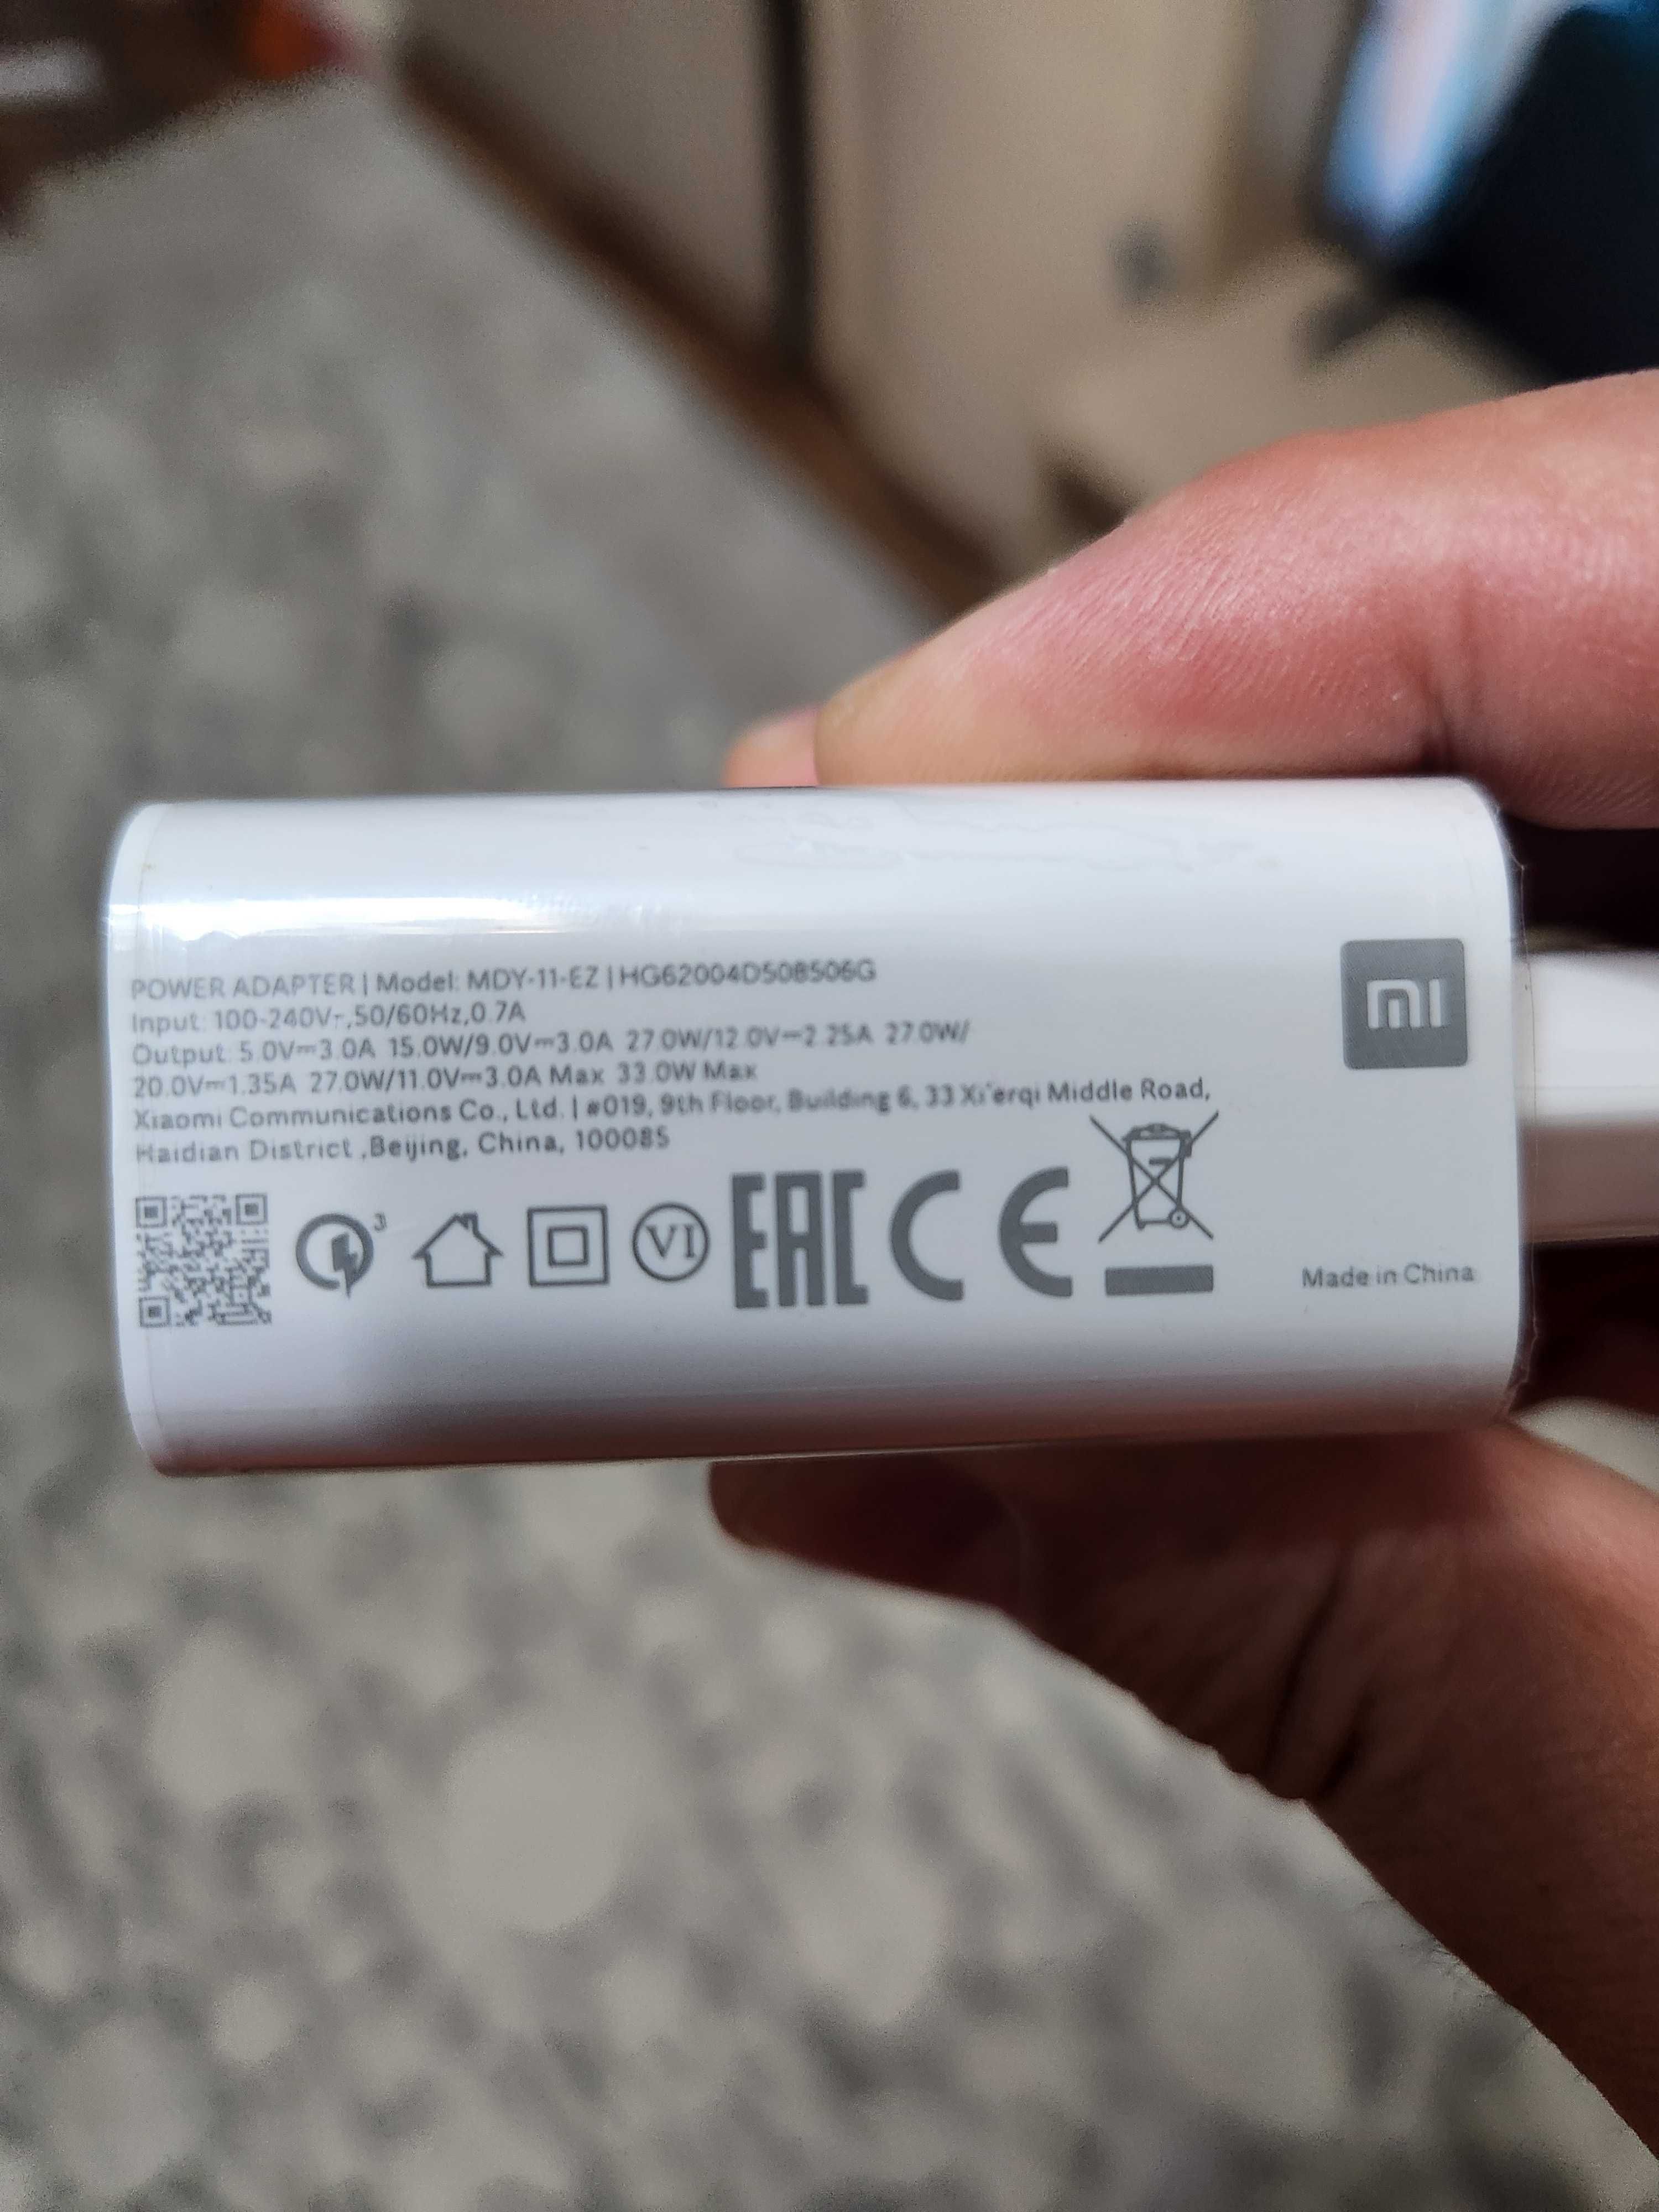 POWER ADAPTER | Model: MDY-11-EZ | HG62004D508506G
Input: 100-240V~,50/60Hz,0.7A
Output: 5.0V⎓3.0A 15.0W/9.0V⎓3.0A 27.0W/12.0V⎓2.25A 27.0W/
20.0V⎓1.35A 27.0W/11.0V⎓3.0A Max 33.0W Max
Xiaomi Communications Co., Ltd. | #019, 9th Floor, Building 6, 33 Xi'erqi Middle Road,
Haidian District ,Beijing, China, 100085
mi
3 VI EAC CE
Made in China